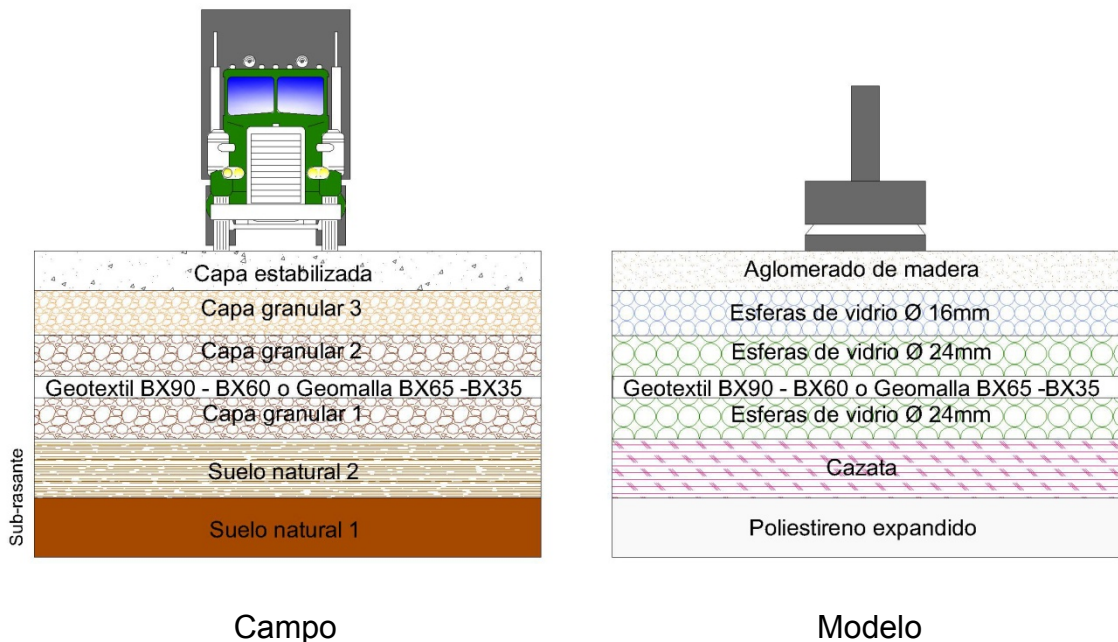 Capa estabilizada
Capa granular 3
Capa granular 2
Geotextil BX90 - BX60 o Geomalla BX65 -BX35
Capa granular 1
Suelo natural 2
Suelo natural 1
Sub-rasante
Campo
Aglomerado de madera
Esferas de vidrio Ø 16mm
Esferas de vidrio Ø 24mm
Geotextil BX90 - BX60 o Geomalla BX65 -BX35
Esferas de vidrio Ø 24mm
Cazata
Poliestireno expandido
Modelo